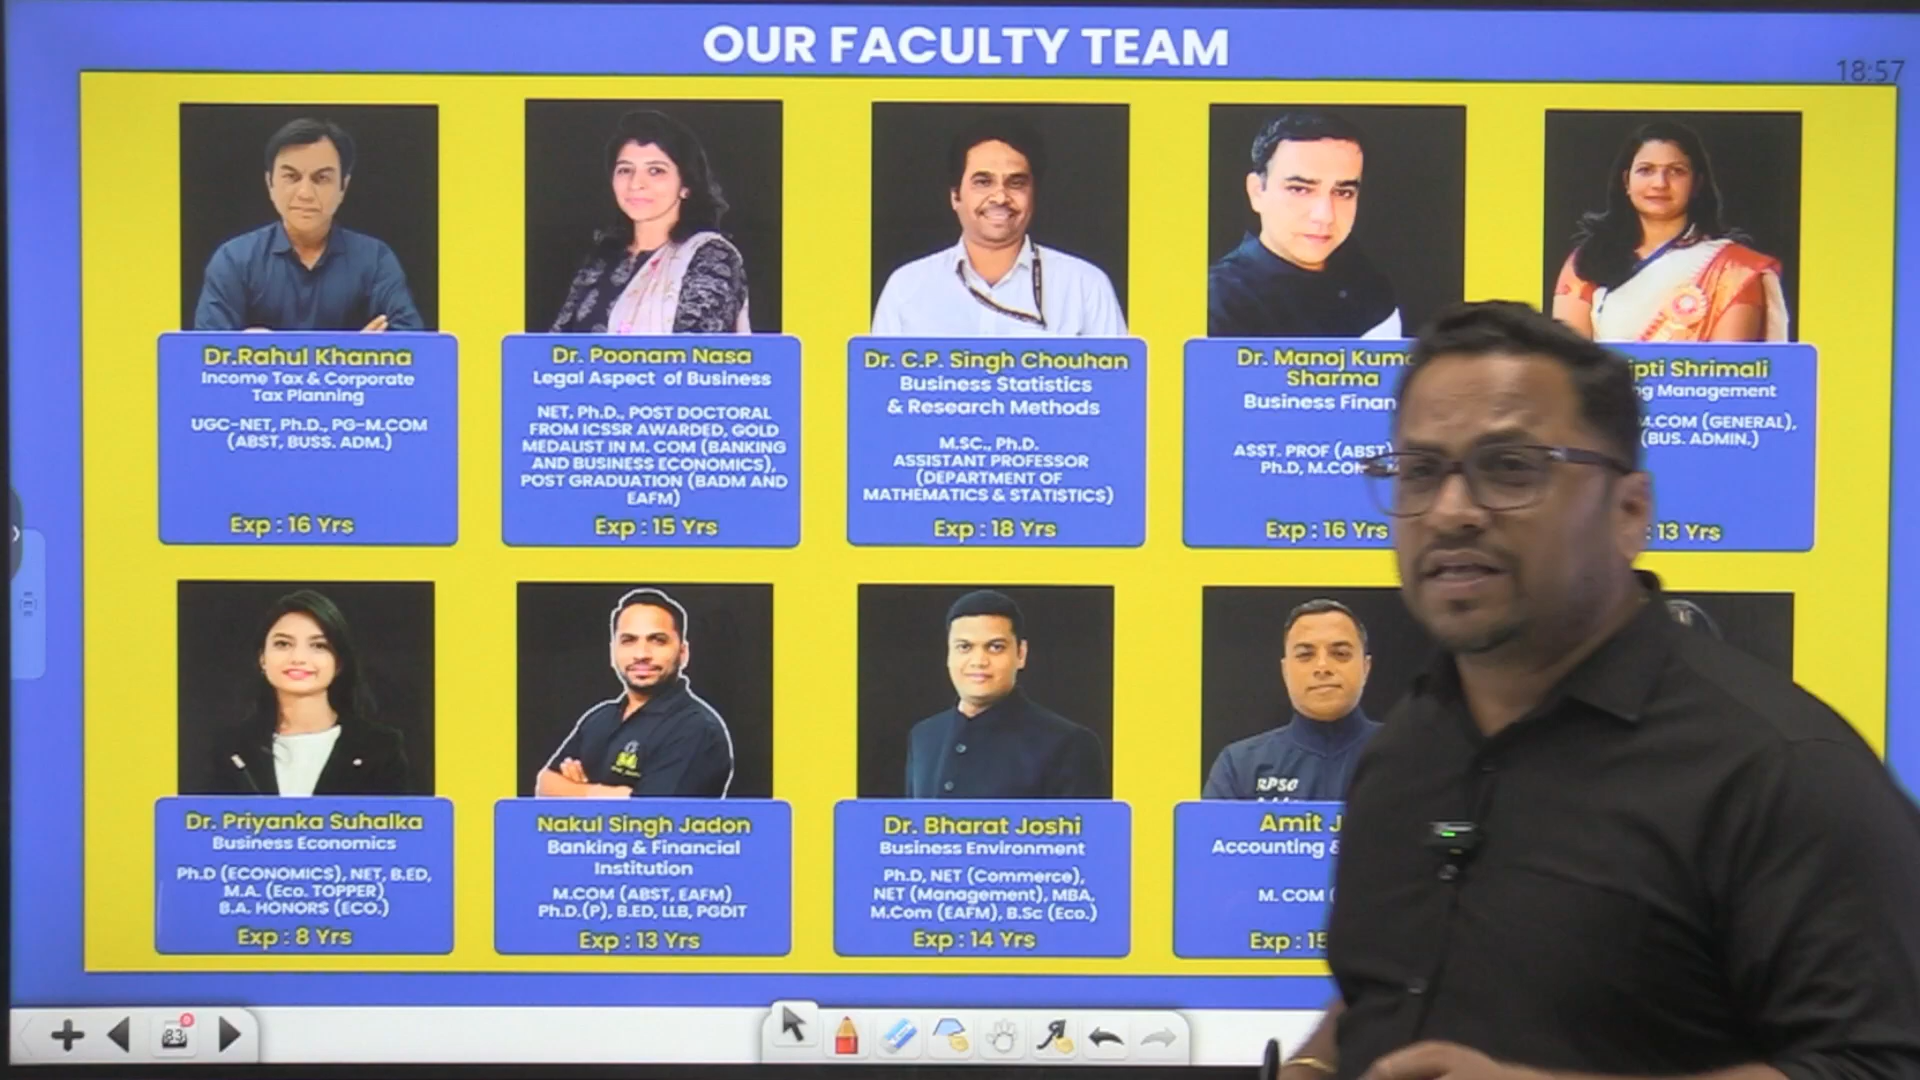 OUR FACULTY TEAM
18:57
Dr.Rahul Khanna
Income Tax & Corporate
Tax Planning
UGC-NET, Ph.D., PG-M.COM
(ABST, BUSS. ADM.)
Exp : 16 Yrs
Dr. Poonam Nasa
Legal Aspect of Business
NET, Ph.D., POST DOCTORAL
FROM ICSSR AWARDED, GOLD
MEDALIST IN M. COM (BANKING
AND BUSINESS ECONOMICS),
POST GRADUATION (BADM AND
EAFM)
Exp : 15 Yrs
Dr. C.P. Singh Chouhan
Business Statistics
& Research Methods
M.SC., Ph.D.
ASSISTANT PROFESSOR
(DEPARTMENT OF
MATHEMATICS & STATISTICS)
Exp : 18 Yrs
Dr. Manoj
Sharma
Business
ASST. PROF (ABST)
Ph.D,
Exp : 16 Yrs
Shrimali
Management
M.COM (GENERAL),
(BUS. ADMIN.)
: 13 Yrs
Dr. Priyanka Suhalka
Business Economics
Ph.D (ECONOMICS), NET, B.ED,
M.A. (Eco. TOPPER)
B.A. HONORS (ECO.)
Exp : 8 Yrs
Nakul Singh Jadon
Banking & Financial
Institution
M.COM (ABST, EAFM)
Ph.D.(P), B.ED, LLB, PGDIT
Exp : 13 Yrs
Dr. Bharat Joshi
Business Environment
Ph.D, NET (Commerce),
NET (Management), MBA,
M.Com (EAFM), B.Sc (Eco.)
Exp : 14 Yrs
RPSC
Amit
Accounting &
M. COM
Exp : 15
83